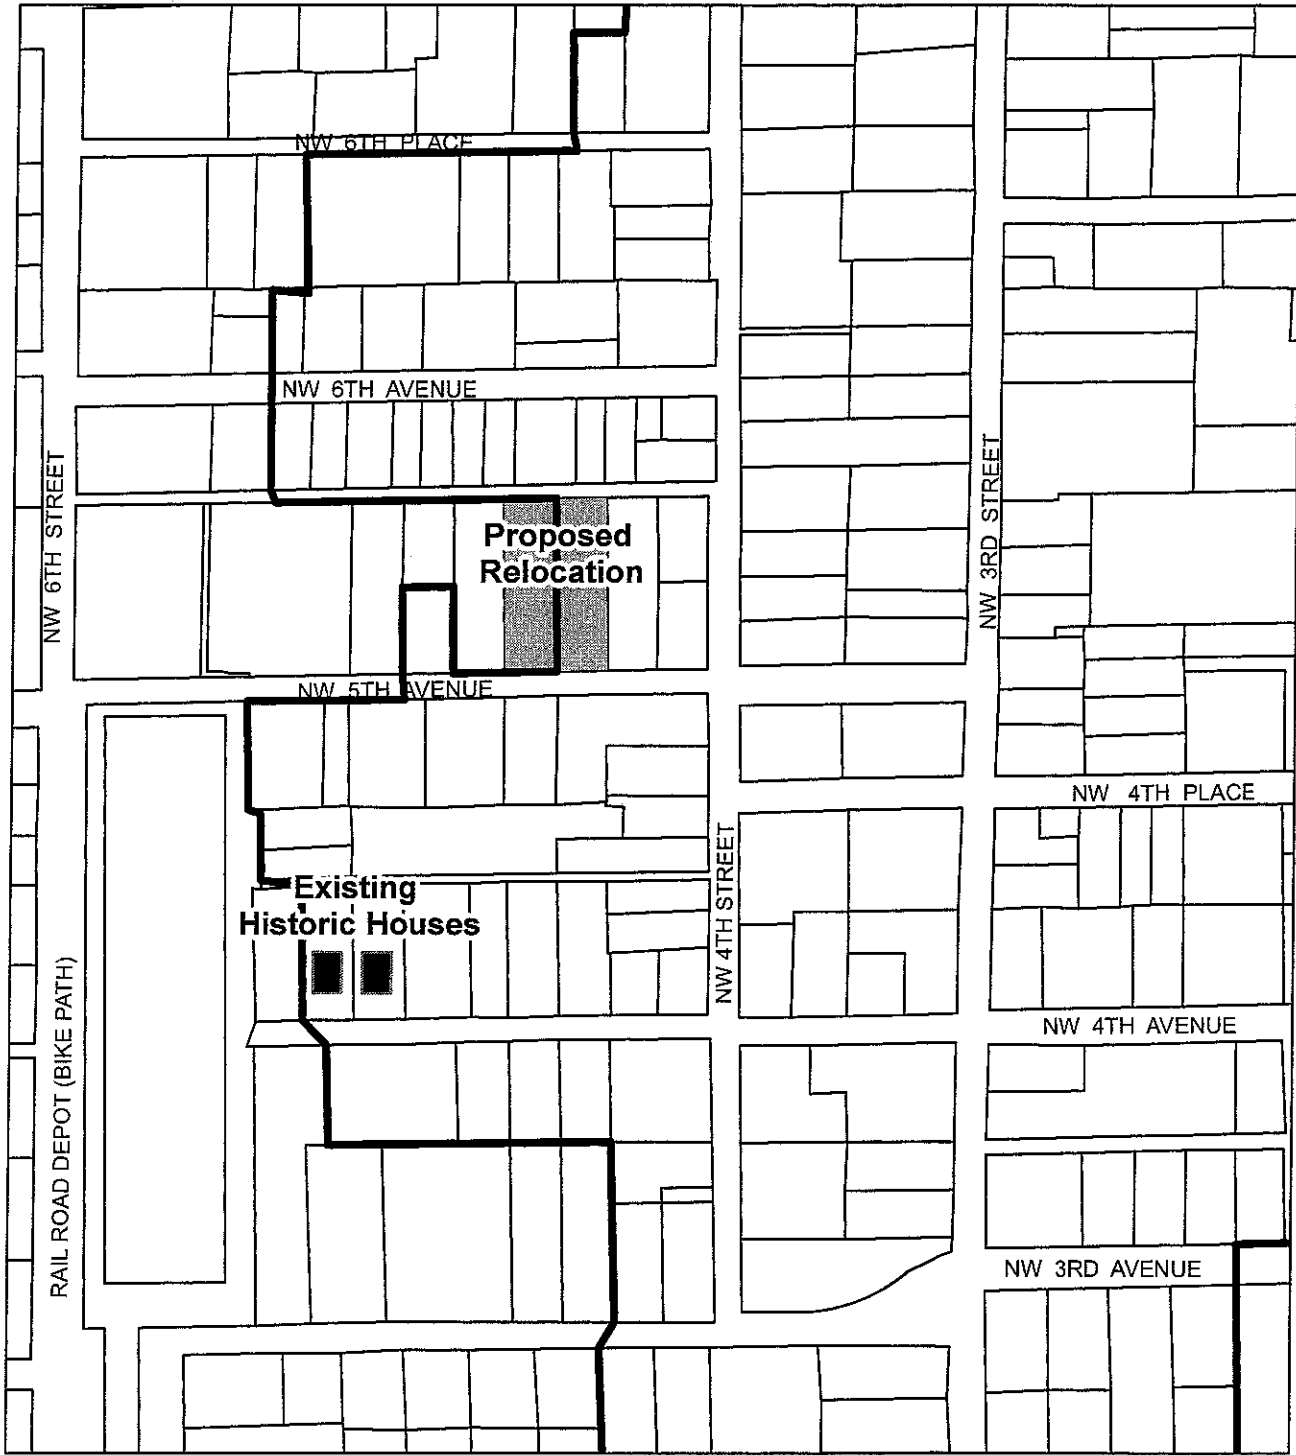 NW 6TH PLACE
NW 6TH AVENUE
NW 6TH STREET
NW 3RD STREET
Proposed
Relocation
NW 5TH AVENUE
NW 4TH PLACE
NW 4TH STREET
Existing
Historic Houses
RAIL ROAD DEPOT (BIKE PATH)
NW 4TH AVENUE
NW 3RD AVENUE